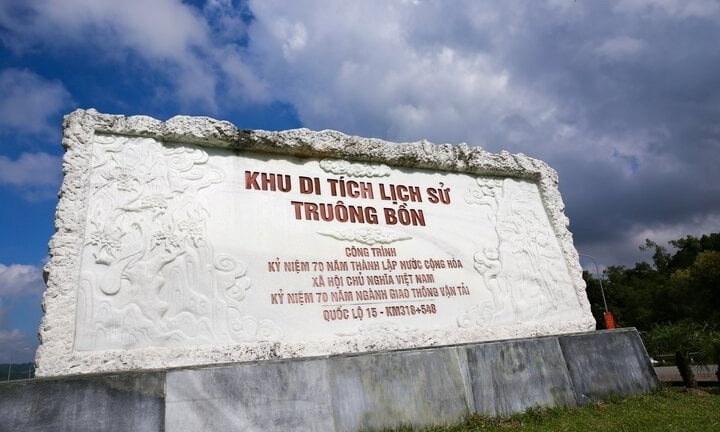 KHU DI TÍCH LỊCH SỬ
TRUÔNG BỒN
CÔNG TRÌNH
KỶ NIỆM 70 NĂM THÀNH LẬP NƯỚC CỘNG HÒA
XÃ HỘI CHỦ NGHĨA VIỆT NAM
KỶ NIỆM 70 NĂM NGÀNH GIAO THÔNG VẬN TẢI
QUỐC LỘ 15 - KM316+546